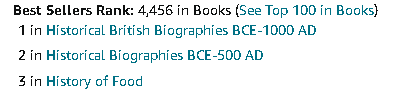 Best Sellers Rank: 4,456 in Books (See Top 100 in Books)
1 in Historical British Biographies BCE-1000 AD
2 in Historical Biographies BCE-500 AD
3 in History of Food